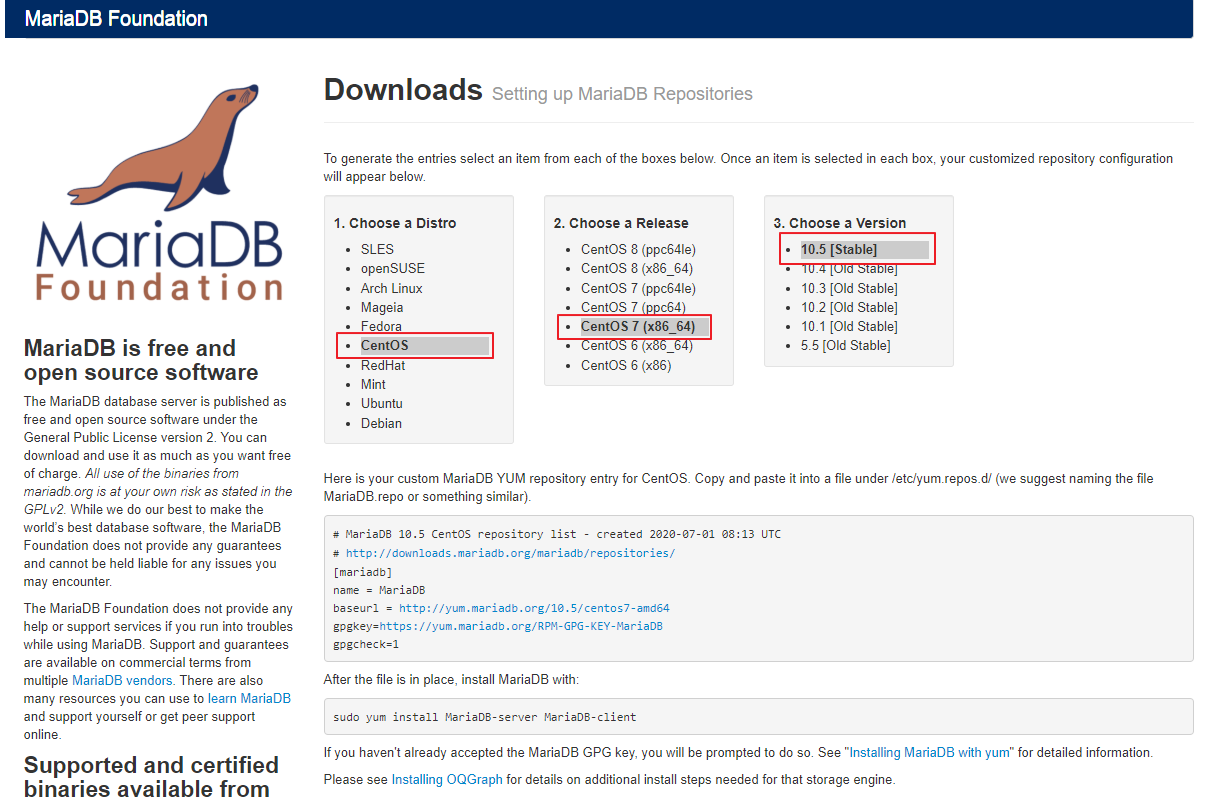 MariaDB Foundation
MariaDB
Foundation
MariaDB is free and
open source software
The MariaDB database server is published as
free and open source software under the
General Public License version 2. You can
download and use it as much as you want free
of charge. All use of the binaries from
mariadb.org is at your own risk as stated in the
GPLv2. While we do our best to make the
world's best database software, the MariaDB
Foundation does not provide any guarantees
and cannot be held liable for any issues you
may encounter.
The MariaDB Foundation does not provide any
help or support services if you run into troubles
while using MariaDB. Support and guarantees
are available on commercial terms from
multiple MariaDB vendors. There are also
many resources you can use to learn MariaDB
and support yourself or get peer support
online.
Supported and certified
binaries available from
Downloads Setting up MariaDB Repositories
To generate the entries select an item from each of the boxes below. Once an item is selected in each box, your customized repository configuration
will appear below.
1. Choose a Distro
SLES
openSUSE
Arch Linux
Mageia
Fedora
CentOS
RedHat
Mint
Ubuntu
Debian
2. Choose a Release
CentOS 8 (ppc64le)
CentOS 8 (x86_64)
CentOS 7 (ppc64le)
CentOS 7 (ppc64)
CentOS 7 (x86_64)
CentOS 6 (x86_64)
CentOS 6 (x86)
3. Choose a Version
10.5 [Stable]
10.4 [Old Stable]
10.3 [Old Stable]
10.2 [Old Stable]
10.1 [Old Stable]
5.5 [Old Stable]
Here is your custom MariaDB YUM repository entry for CentOS. Copy and paste it into a file under /etc/yum.repos.d/ (we suggest naming the file
MariaDB.repo or something similar).
# MariaDB 10.5 CentOS repository list - created 2020-07-01 08:13 UTC
# http://downloads.mariadb.org/mariadb/repositories/
[mariadb]
name = MariaDB
baseurl = http://yum.mariadb.org/10.5/centos7-amd64
gpgkey=https://yum.mariadb.org/RPM-GPG-KEY-MariaDB
gpgcheck=1
After the file is in place, install MariaDB with:
sudo yum install MariaDB-server MariaDB-client
If you haven't already accepted the MariaDB GPG key, you will be prompted to do so. See "Installing MariaDB with yum" for detailed information.
Please see Installing OQGraph for details on additional install steps needed for that storage engine.